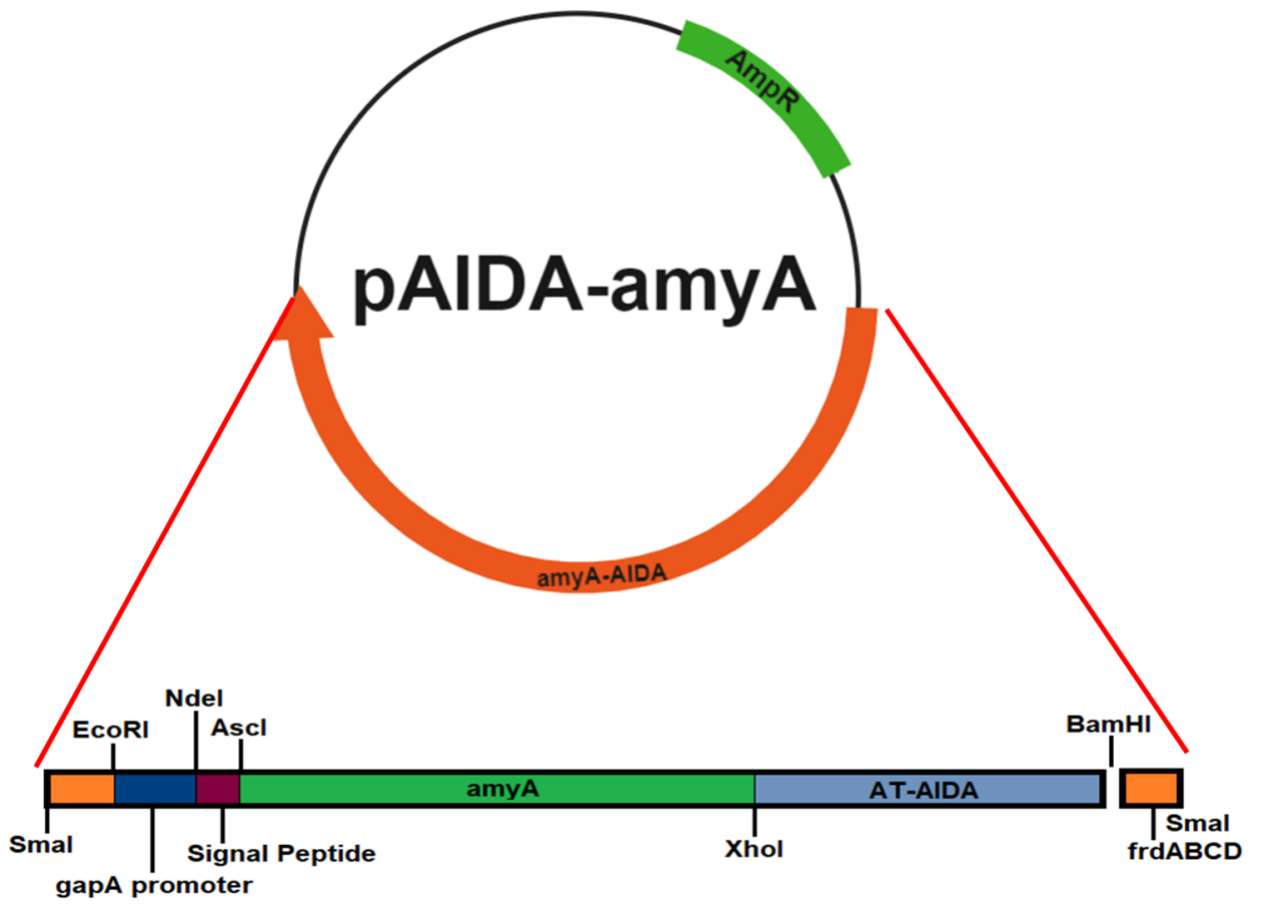 AmpR
pAIDA-amyA
amyA-AIDA
NdeI
EcoRI
AscI
BamHI
amyA
AT-AIDA
SmaI
SmaI
Signal Peptide
XhoI
frdABCD
gapA promoter